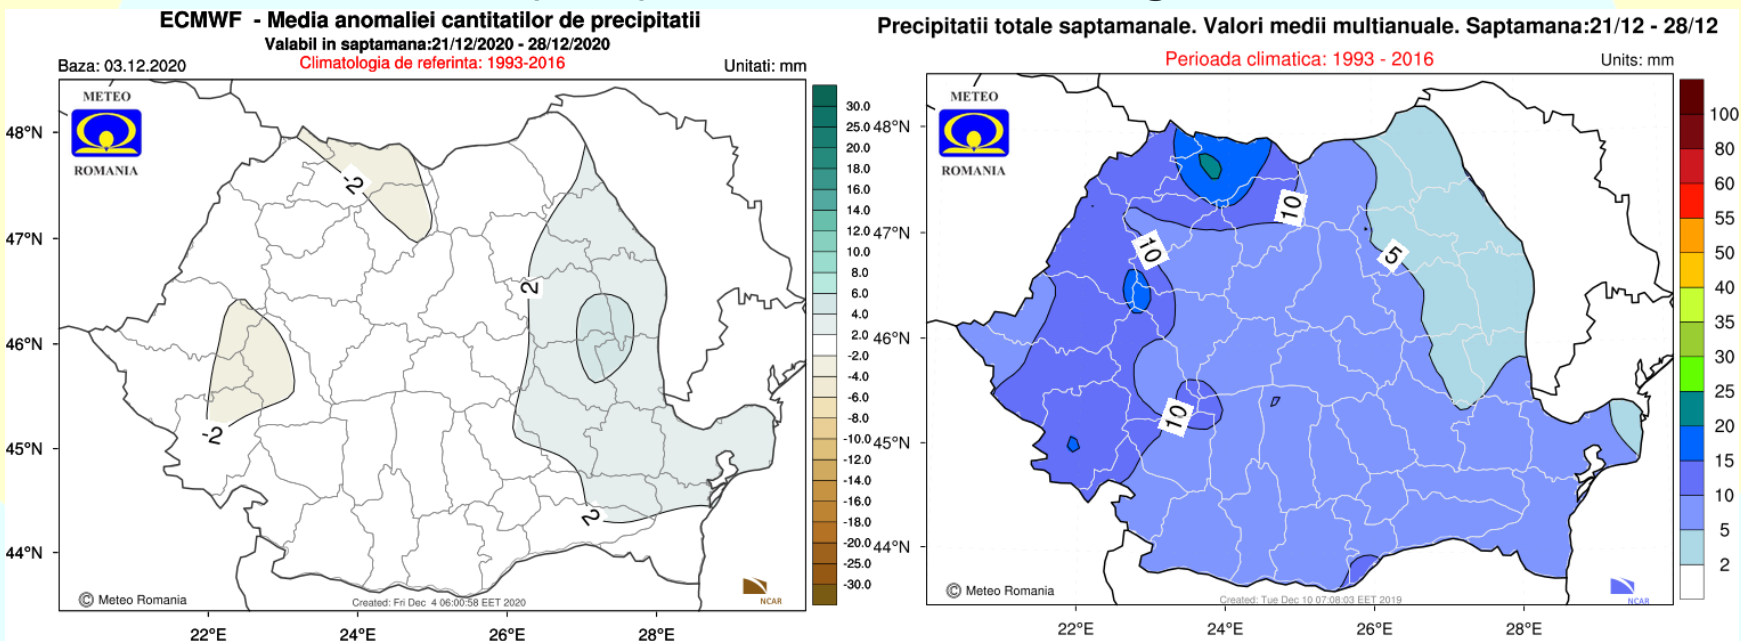 ECMWF - Media anomaliei cantitatilor de precipitatii
Valabil in saptamana:21/12/2020 - 28/12/2020
Baza: 03.12.2020
Climatologia de referinta: 1993-2016
Unitati: mm
METEO
ROMANIA
48°N
47°N
46°N
45°N
44°N
-2
2
-2
2
30.0
25.0
20.0
18.0
14.0
12.0
10.0
8.0
6.0
4.0
2.0
-2.0
-4.0
-6.0
-8.0
-10.0
-12.0
-14.0
-16.0
-18.0
-20.0
-25.0
-30.0
© Meteo Romania
Created: Fri Dec 4 06:00:58 EET 2020
NCAR
22°E
24°E
26°E
28°E
Precipitatii totale saptamanale. Valori medii multianuale. Saptamana:21/12 - 28/12
Perioada climatica: 1993 - 2016
Units: mm
METEO
ROMANIA
48°N
47°N
46°N
45°N
44°N
10
10
5
10
100
80
60
55
50
40
35
30
25
20
15
10
5
2
© Meteo Romania
Created: Tue Dec 10 07:08:03 EET 2019
NCAR
22°E
24°E
26°E
28°E